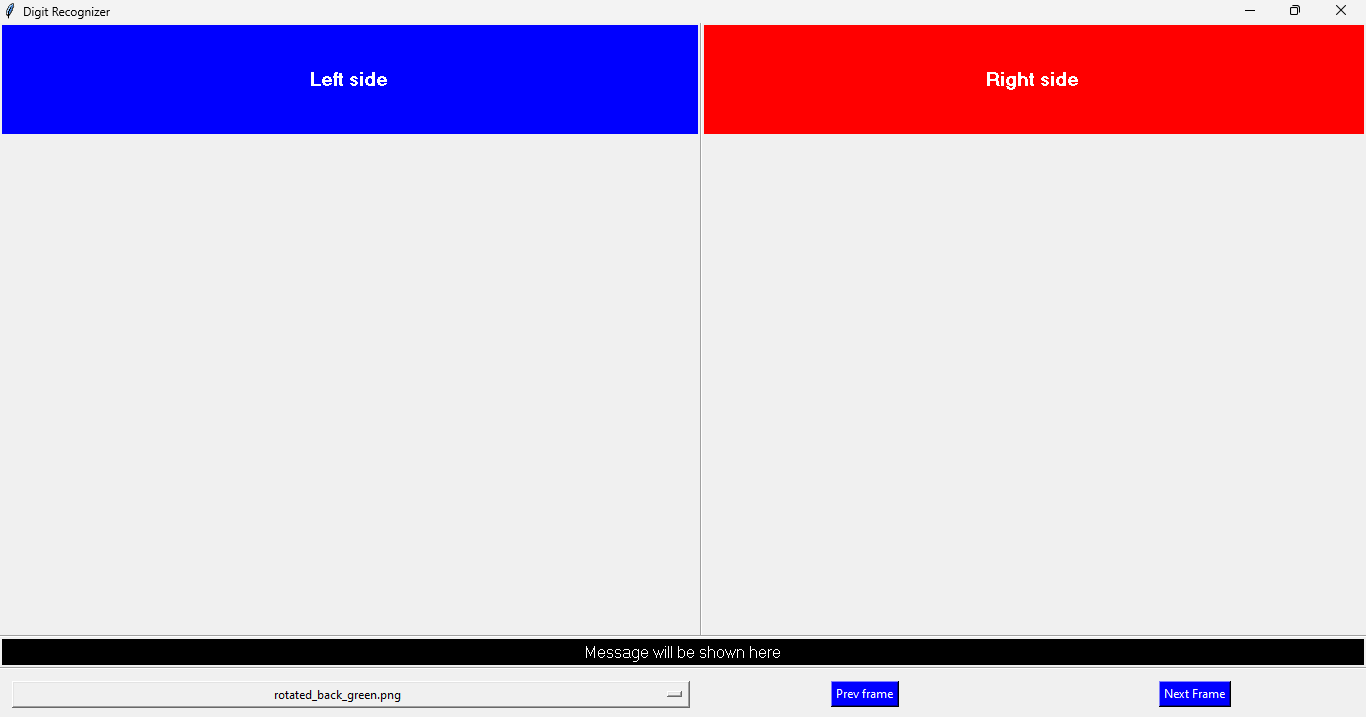 Digit Recognizer
Left side
Right side
Message will be shown here
rotated_back_green.png
Prev frame
Next Frame